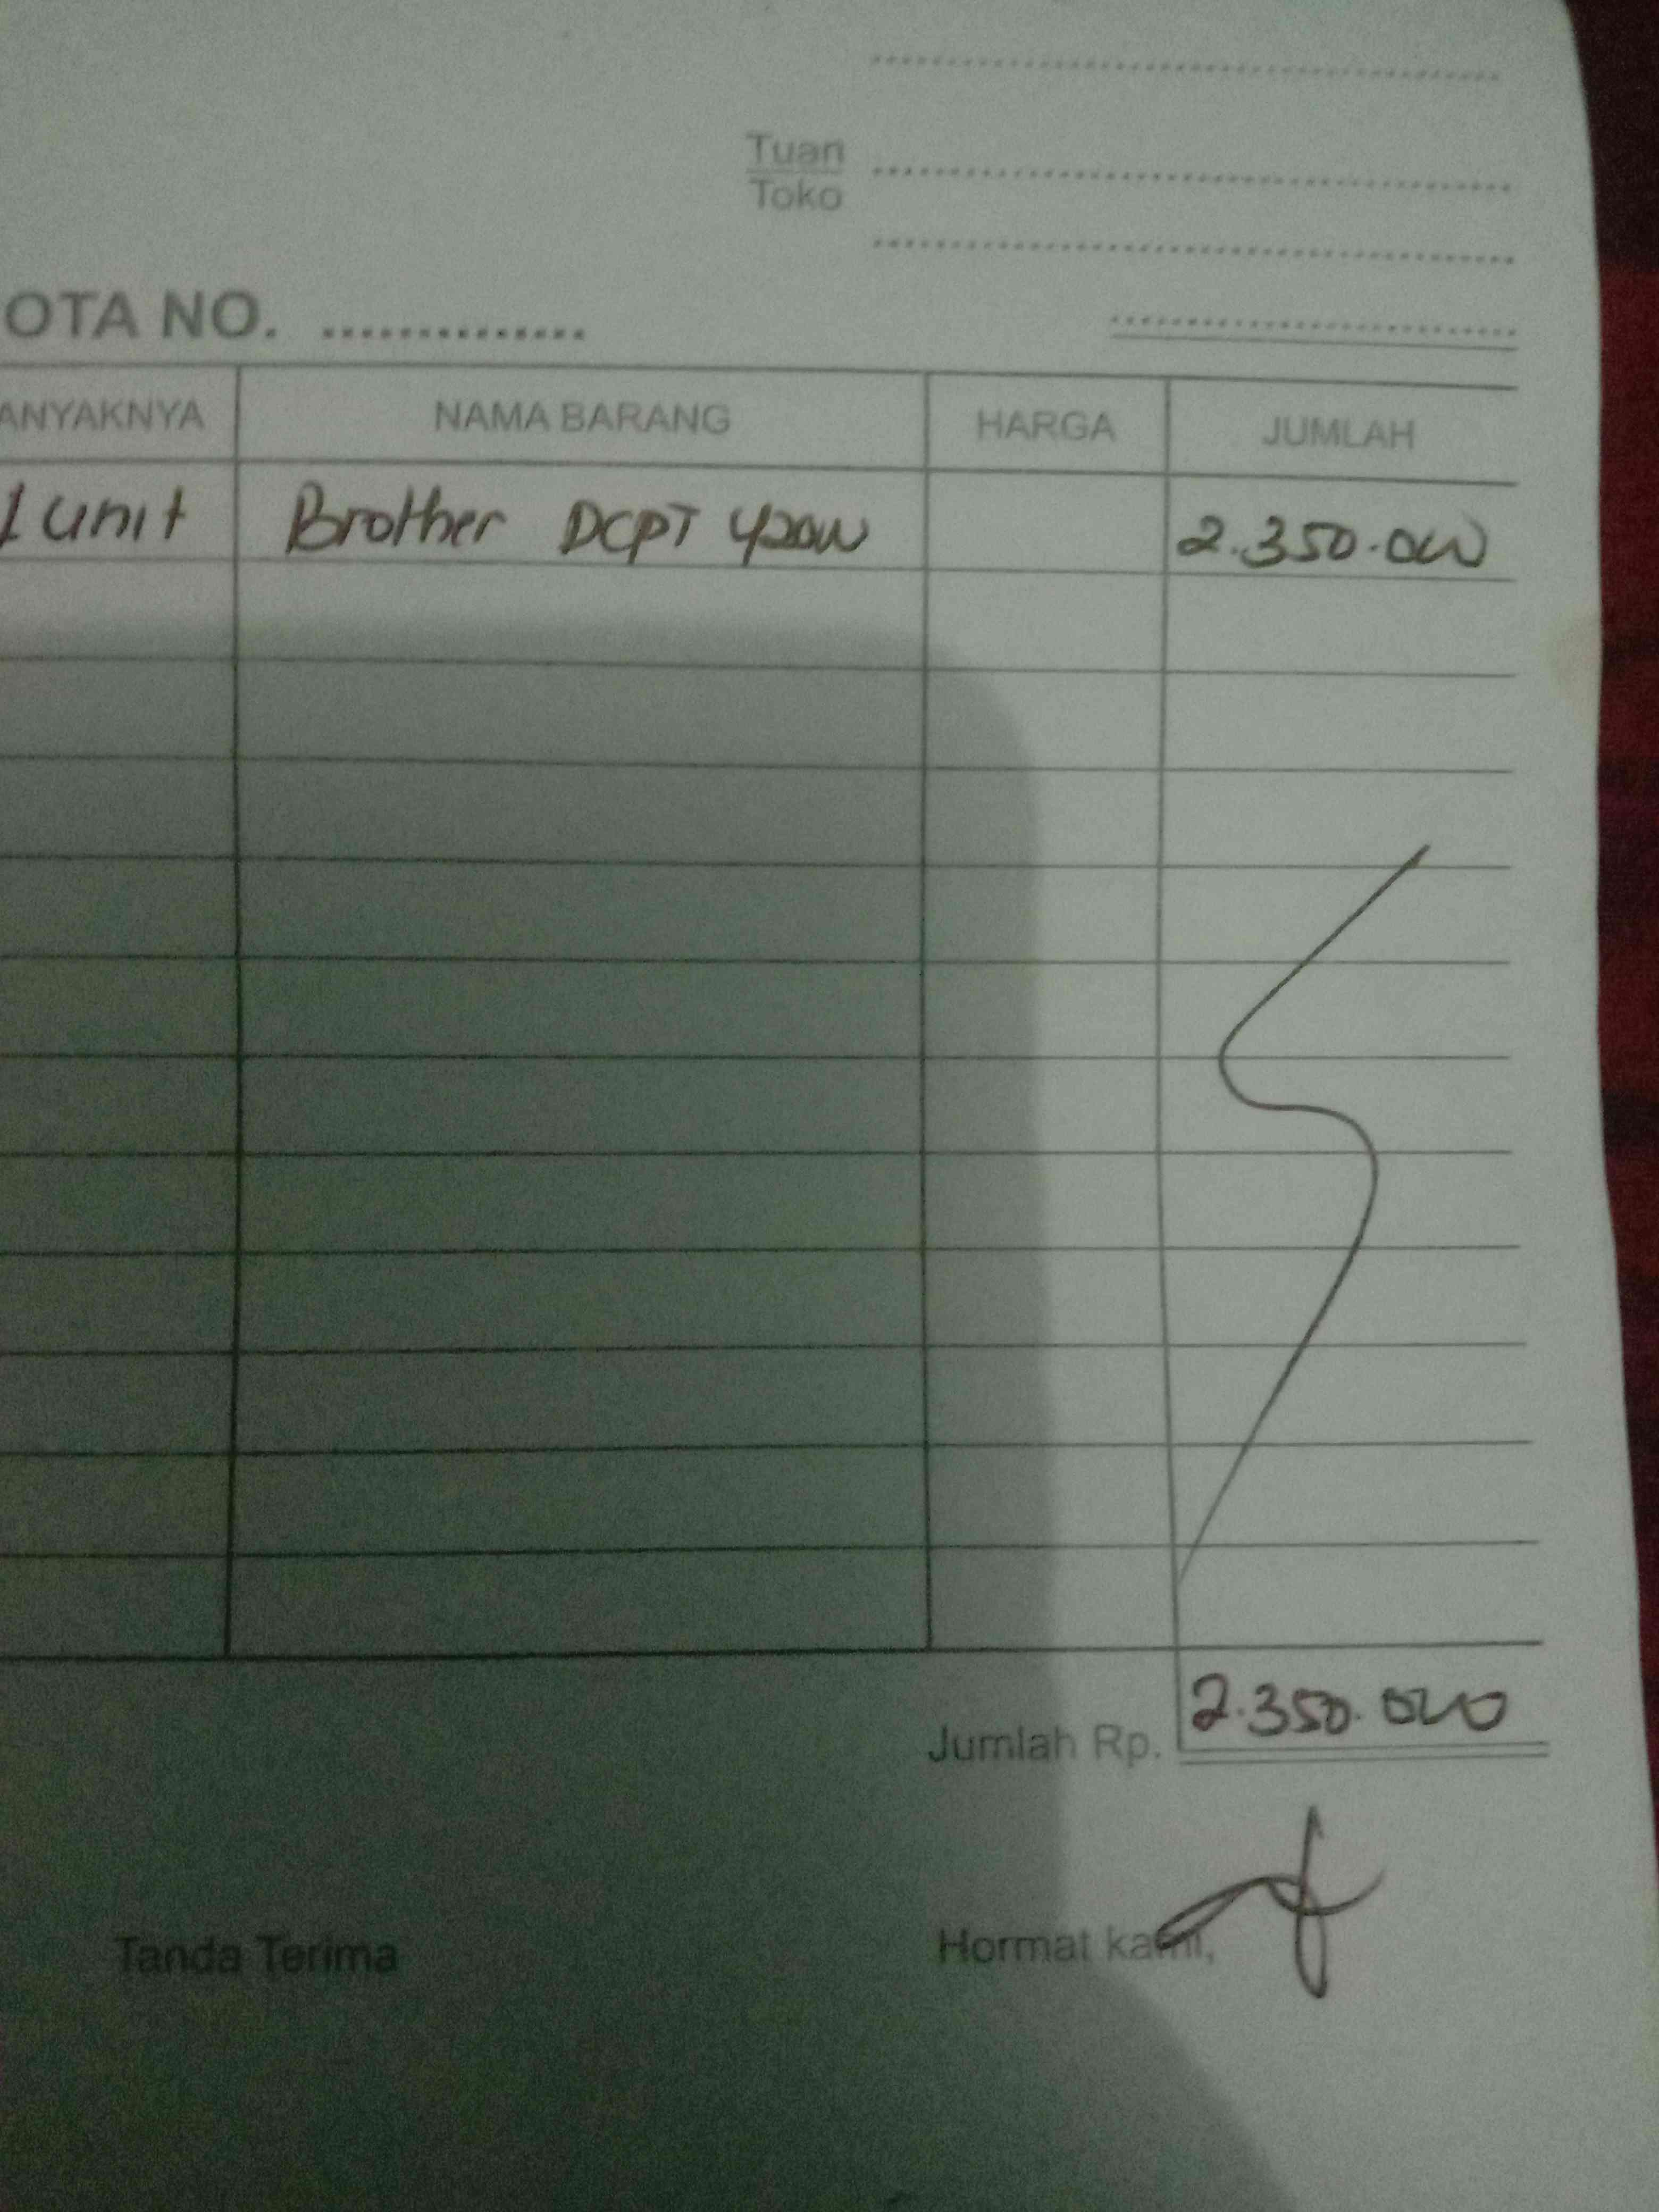 Tuan
Toko
OTA NO. ..............
ANYAKNYA NAMA BARANG HARGA JUMLAH
1 unit Brother DCPT 420W 2.350.000
Jumlah Rp. 2.350.000
Tanda Terima Hormat kami,